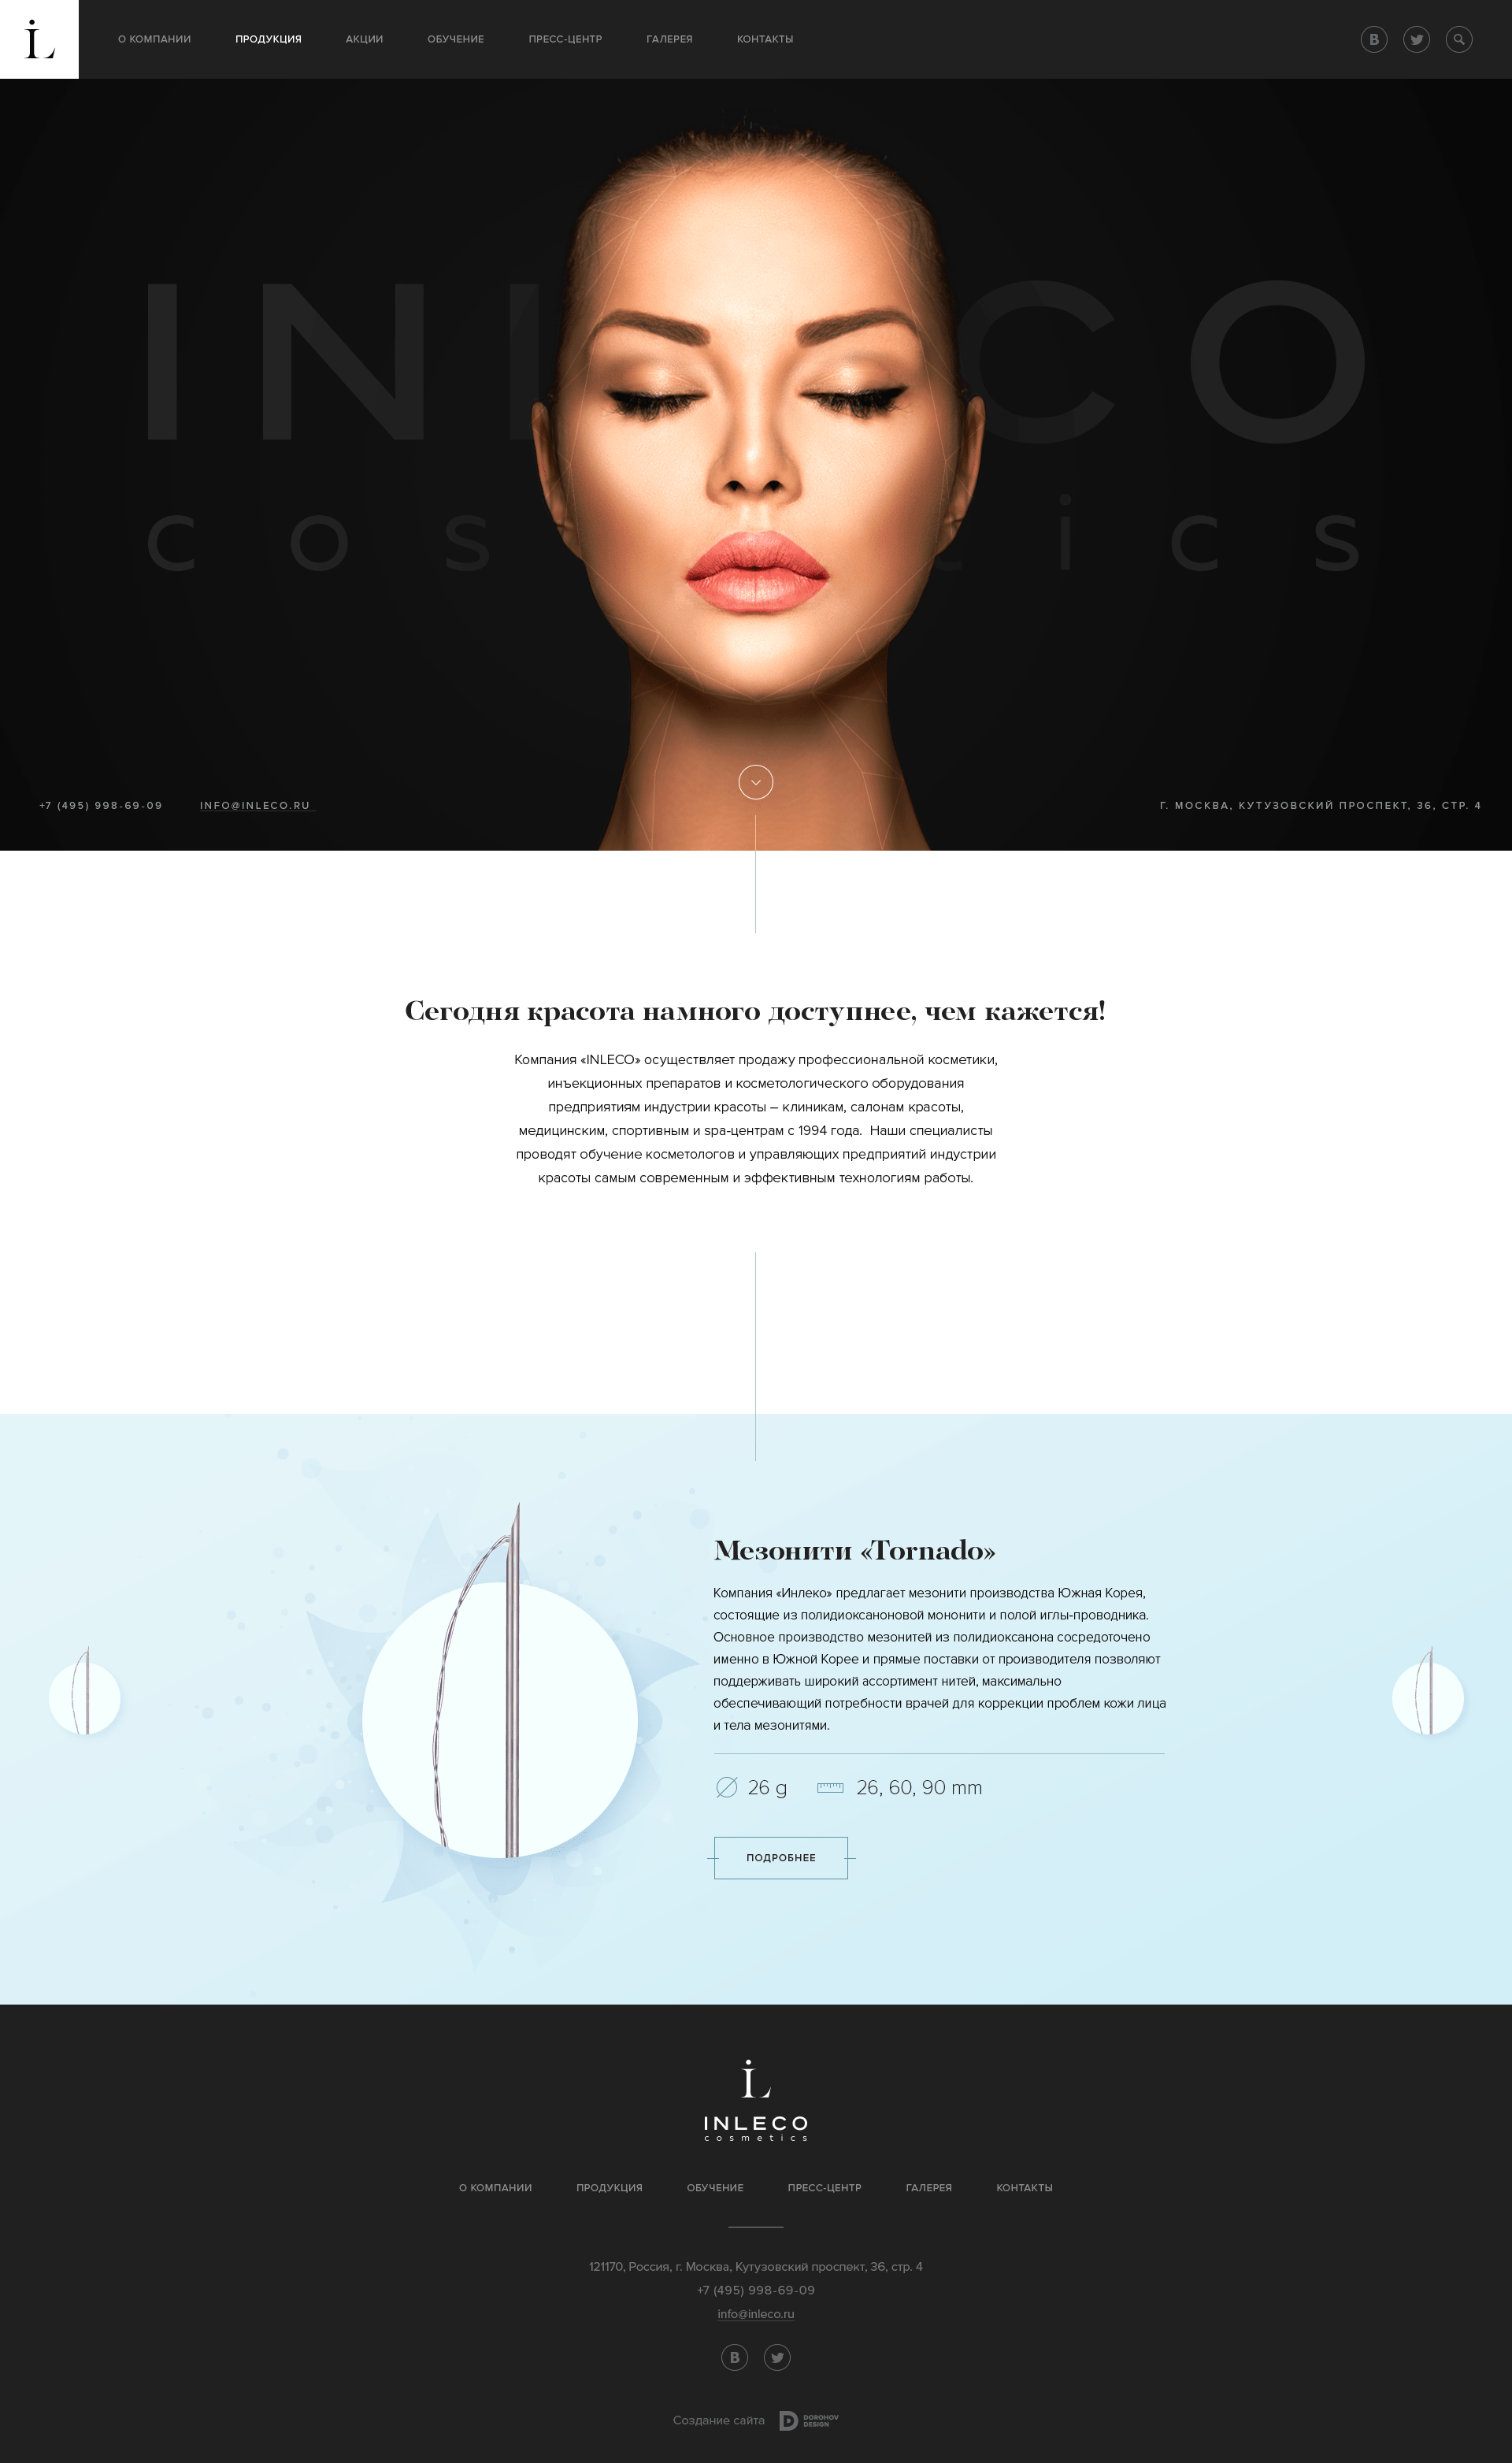 iL
О КОМПАНИИ ПРОДУКЦИЯ АКЦИИ ОБУЧЕНИЕ ПРЕСС-ЦЕНТР ГАЛЕРЕЯ КОНТАКТЫ
INLECO
cos tics
+7 (495) 998-69-09 INFO@INLECO.RU Г. МОСКВА, КУТУЗОВСКИЙ ПРОСПЕКТ, 36, СТР. 4
Сегодня красота намного доступнее, чем кажется!
Компания «INLECO» осуществляет продажу профессиональной косметики,
инъекционных препаратов и косметологического оборудования
предприятиям индустрии красоты – клиникам, салонам красоты,
медицинским, спортивным и spa-центрам с 1994 года. Наши специалисты
проводят обучение косметологов и управляющих предприятий индустрии
красоты самым современным и эффективным технологиям работы.
Мезонити «Tornado»
Компания «Инлеко» предлагает мезонити производства Южная Корея,
состоящие из полидиоксаноновой мононити и полой иглы-проводника.
Основное производство мезонитей из полидиоксанона сосредоточено
именно в Южной Корее и прямые поставки от производителя позволяют
поддерживать широкий ассортимент нитей, максимально
обеспечивающий потребности врачей для коррекции проблем кожи лица
и тела мезонитями.
26 g 26, 60, 90 mm
ПОДРОБНЕЕ
iL
INLECO
cosmetics
О КОМПАНИИ ПРОДУКЦИЯ ОБУЧЕНИЕ ПРЕСС-ЦЕНТР ГАЛЕРЕЯ КОНТАКТЫ
121170, Россия, г. Москва, Кутузовский проспект, 36, стр. 4
+7 (495) 998-69-09
info@inleco.ru
Создание сайта DOROHOV
DESIGN